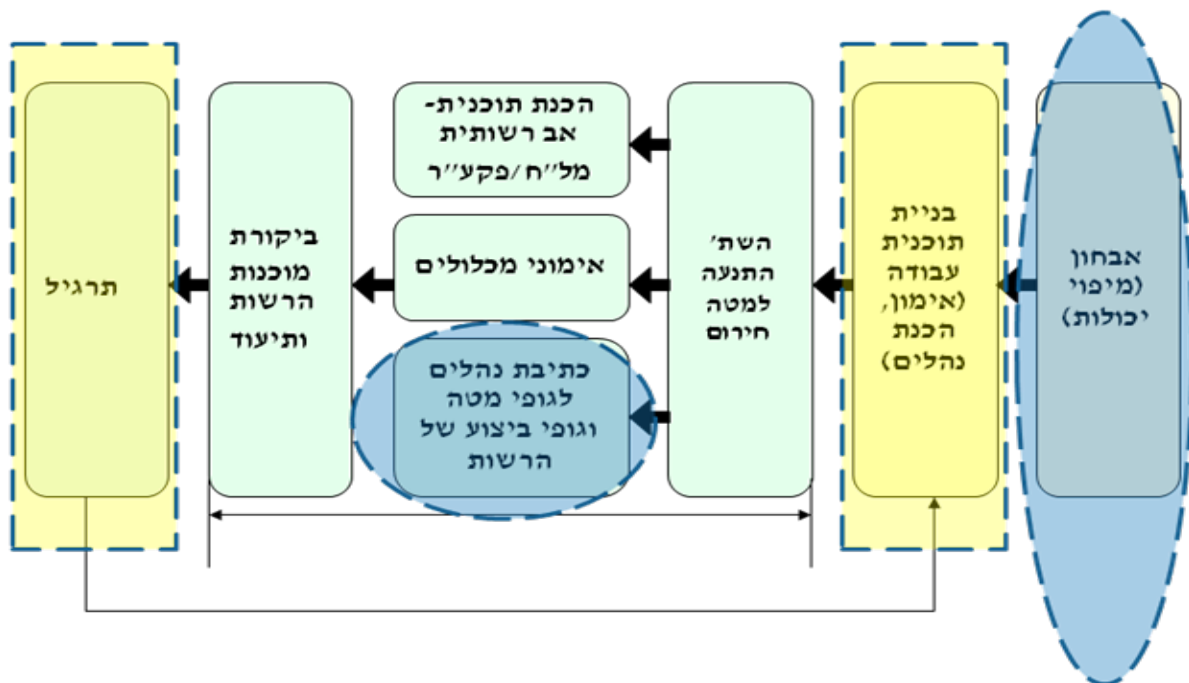 אבחון
(מיפוי
יכולות)
בניית
תוכנית
עבודה
(אימון,
הכנת
נהלים)
השת'
התנעה
למטה
חירום
הכנת תוכנית-
אב רשותית
מל"ח/פקע"ר
אימוני מכלולים
כתיבת נהלים
לגופי מטה
וגופי ביצוע של
הרשות
ביקורת
מוכנות
הרשות
ותיעוד
תרגיל